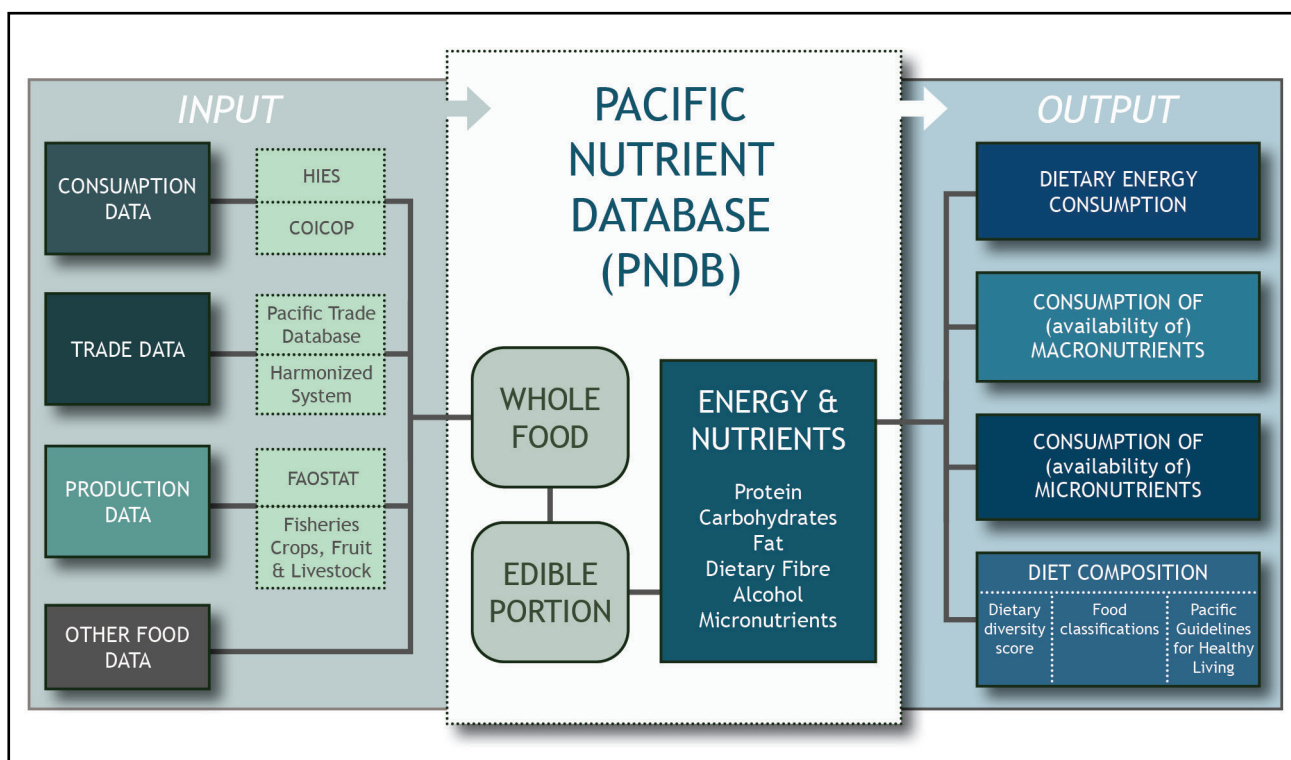 INPUT
CONSUMPTION
DATA
HIES
COICOP
TRADE DATA
Pacific Trade
Database
Harmonized
System
PRODUCTION
DATA
FAOSTAT
Fisheries
Crops, Fruit
& Livestock
OTHER FOOD
DATA
PACIFIC
NUTRIENT
DATABASE
(PNDB)
WHOLE
FOOD
EDIBLE
PORTION
ENERGY &
NUTRIENTS
Protein
Carbohydrates
Fat
Dietary Fibre
Alcohol
Micronutrients
OUTPUT
DIETARY ENERGY
CONSUMPTION
CONSUMPTION OF
(availability of)
MACRONUTRIENTS
CONSUMPTION OF
(availability of)
MICRONUTRIENTS
DIET COMPOSITION
Dietary
diversity
score
Food
classifications
Pacific
Guidelines
for Healthy
Living